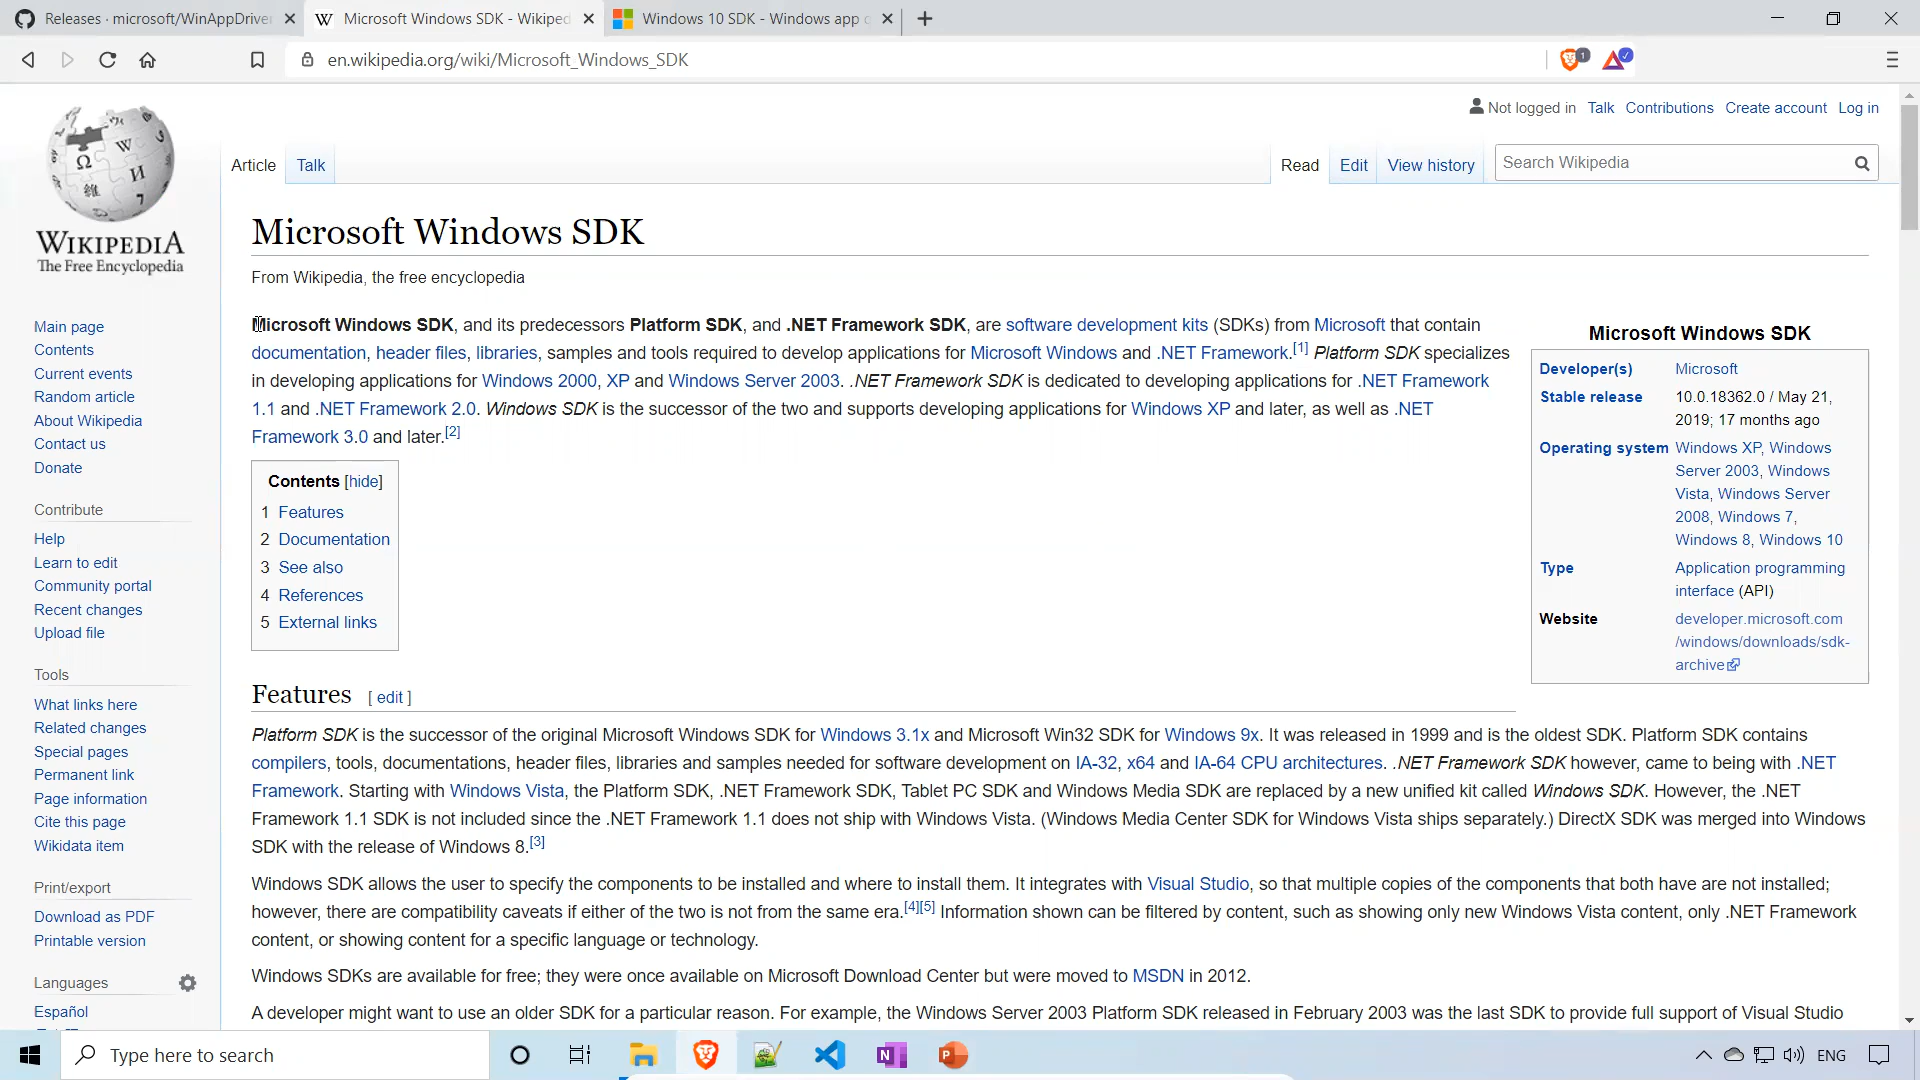 Releases · microsoft/WinAppDriver
Microsoft Windows SDK - Wikiped
Windows 10 SDK - Windows app d
en.wikipedia.org/wiki/Microsoft_Windows_SDK
1
Not logged in Talk Contributions Create account Log in
Article Talk Read Edit View history Search Wikipedia
WIKIPEDIA
The Free Encyclopedia
Main page
Contents
Current events
Random article
About Wikipedia
Contact us
Donate
Contribute
Help
Learn to edit
Community portal
Recent changes
Upload file
Tools
What links here
Related changes
Special pages
Permanent link
Page information
Cite this page
Wikidata item
Print/export
Download as PDF
Printable version
Languages
Español
Microsoft Windows SDK
From Wikipedia, the free encyclopedia
Microsoft Windows SDK, and its predecessors Platform SDK, and .NET Framework SDK, are software development kits (SDKs) from Microsoft that contain
documentation, header files, libraries, samples and tools required to develop applications for Microsoft Windows and .NET Framework.[1] Platform SDK specializes
in developing applications for Windows 2000, XP and Windows Server 2003. .NET Framework SDK is dedicated to developing applications for .NET Framework
1.1 and .NET Framework 2.0. Windows SDK is the successor of the two and supports developing applications for Windows XP and later, as well as .NET
Framework 3.0 and later.[2]
Microsoft Windows SDK
Developer(s) Microsoft
Stable release 10.0.18362.0 / May 21,
2019; 17 months ago
Operating system Windows XP, Windows
Server 2003, Windows
Vista, Windows Server
2008, Windows 7,
Windows 8, Windows 10
Type Application programming
interface (API)
Website developer.microsoft.com
/windows/downloads/sdk-
archive
Contents [hide]
1 Features
2 Documentation
3 See also
4 References
5 External links
Features [ edit ]
Platform SDK is the successor of the original Microsoft Windows SDK for Windows 3.1x and Microsoft Win32 SDK for Windows 9x. It was released in 1999 and is the oldest SDK. Platform SDK contains
compilers, tools, documentations, header files, libraries and samples needed for software development on IA-32, x64 and IA-64 CPU architectures. .NET Framework SDK however, came to being with .NET
Framework. Starting with Windows Vista, the Platform SDK, .NET Framework SDK, Tablet PC SDK and Windows Media SDK are replaced by a new unified kit called Windows SDK. However, the .NET
Framework 1.1 SDK is not included since the .NET Framework 1.1 does not ship with Windows Vista. (Windows Media Center SDK for Windows Vista ships separately.) DirectX SDK was merged into Windows
SDK with the release of Windows 8.[3]
Windows SDK allows the user to specify the components to be installed and where to install them. It integrates with Visual Studio, so that multiple copies of the components that both have are not installed;
however, there are compatibility caveats if either of the two is not from the same era.[4][5] Information shown can be filtered by content, such as showing only new Windows Vista content, only .NET Framework
content, or showing content for a specific language or technology.
Windows SDKs are available for free; they were once available on Microsoft Download Center but were moved to MSDN in 2012.
A developer might want to use an older SDK for a particular reason. For example, the Windows Server 2003 Platform SDK released in February 2003 was the last SDK to provide full support of Visual Studio
Type here to search
ENG